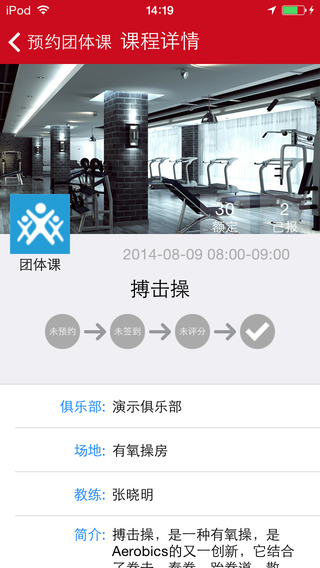 iPod 14:19
预约团体课 课程详情
30 2
额定 已报
团体课
2014-08-09 08:00-09:00
搏击操
未预约 未签到 未评分
俱乐部: 演示俱乐部
场地: 有氧操房
教练: 张晓明
简介: 搏击操，是一种有氧操，是
Aerobics的又一创新，它结合
了拳击、泰拳、跆拳道、散